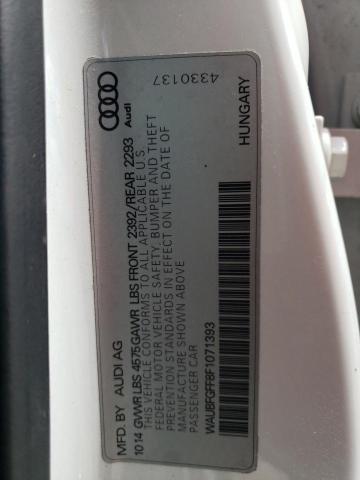 MFD. BY AUDI AG
10 14 GVWR LBS 4575 GAWR LBS FRONT 2392/REAR 2293
THIS VEHICLE CONFORMS TO ALL APPLICABLE U.S.
FEDERAL MOTOR VEHICLE SAFETY, BUMPER AND THEFT
PREVENTION STANDARDS IN EFFECT ON THE DATE OF
MANUFACTURE SHOWN ABOVE
PASSENGER CAR
WAUBFGFF8F1071393
HUNGARY
Audi
4330137